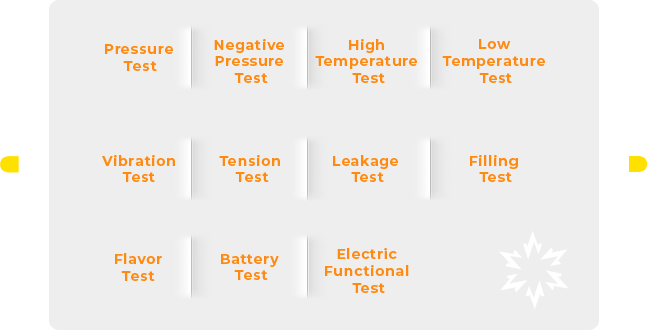 Pressure
Test
Negative
Pressure
Test
High
Temperature
Test
Low
Temperature
Test
Vibration
Test
Tension
Test
Leakage
Test
Filling
Test
Flavor
Test
Battery
Test
Electric
Functional
Test